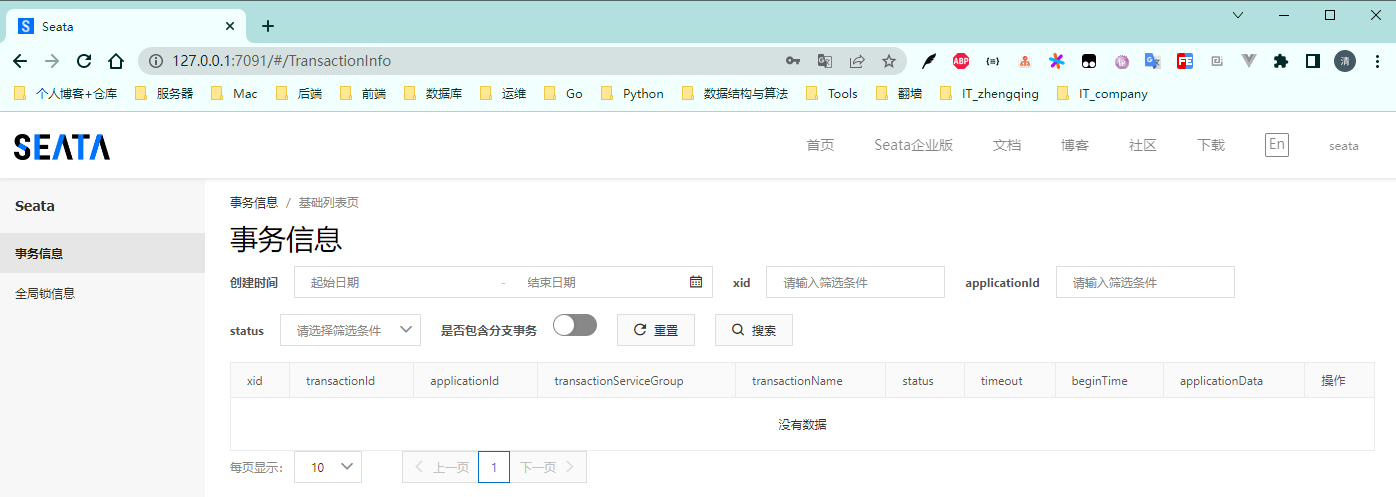 Seata
127.0.0.1:7091/#/TransactionInfo
个人博客+仓库 服务器 Mac 后端 前端 数据库 运维 Go Python 数据结构与算法 Tools 翻墙 IT_zhengqing IT_company
SEATA 首页 Seata企业版 文档 博客 社区 下载 En seata
Seata
事务信息
全局锁信息
事务信息 / 基础列表页
事务信息
创建时间 起始日期 - 结束日期 xid 请输入筛选条件 applicationId 请输入筛选条件
status 请选择筛选条件 是否包含分支事务 重置 搜索
xid transactionId applicationId transactionServiceGroup transactionName status timeout beginTime applicationData 操作
没有数据
每页显示: 10 上一页 1 下一页